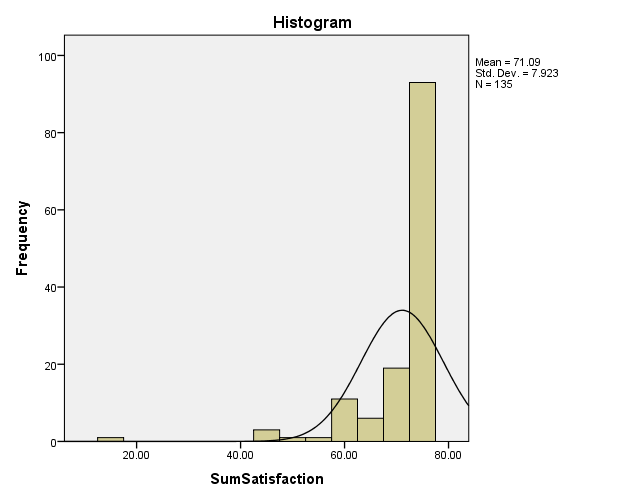 Histogram
Mean = 71.09
Std. Dev. = 7.923
N = 135
100
80
60
40
20
0
Frequency
20.00 40.00 60.00 80.00
SumSatisfaction